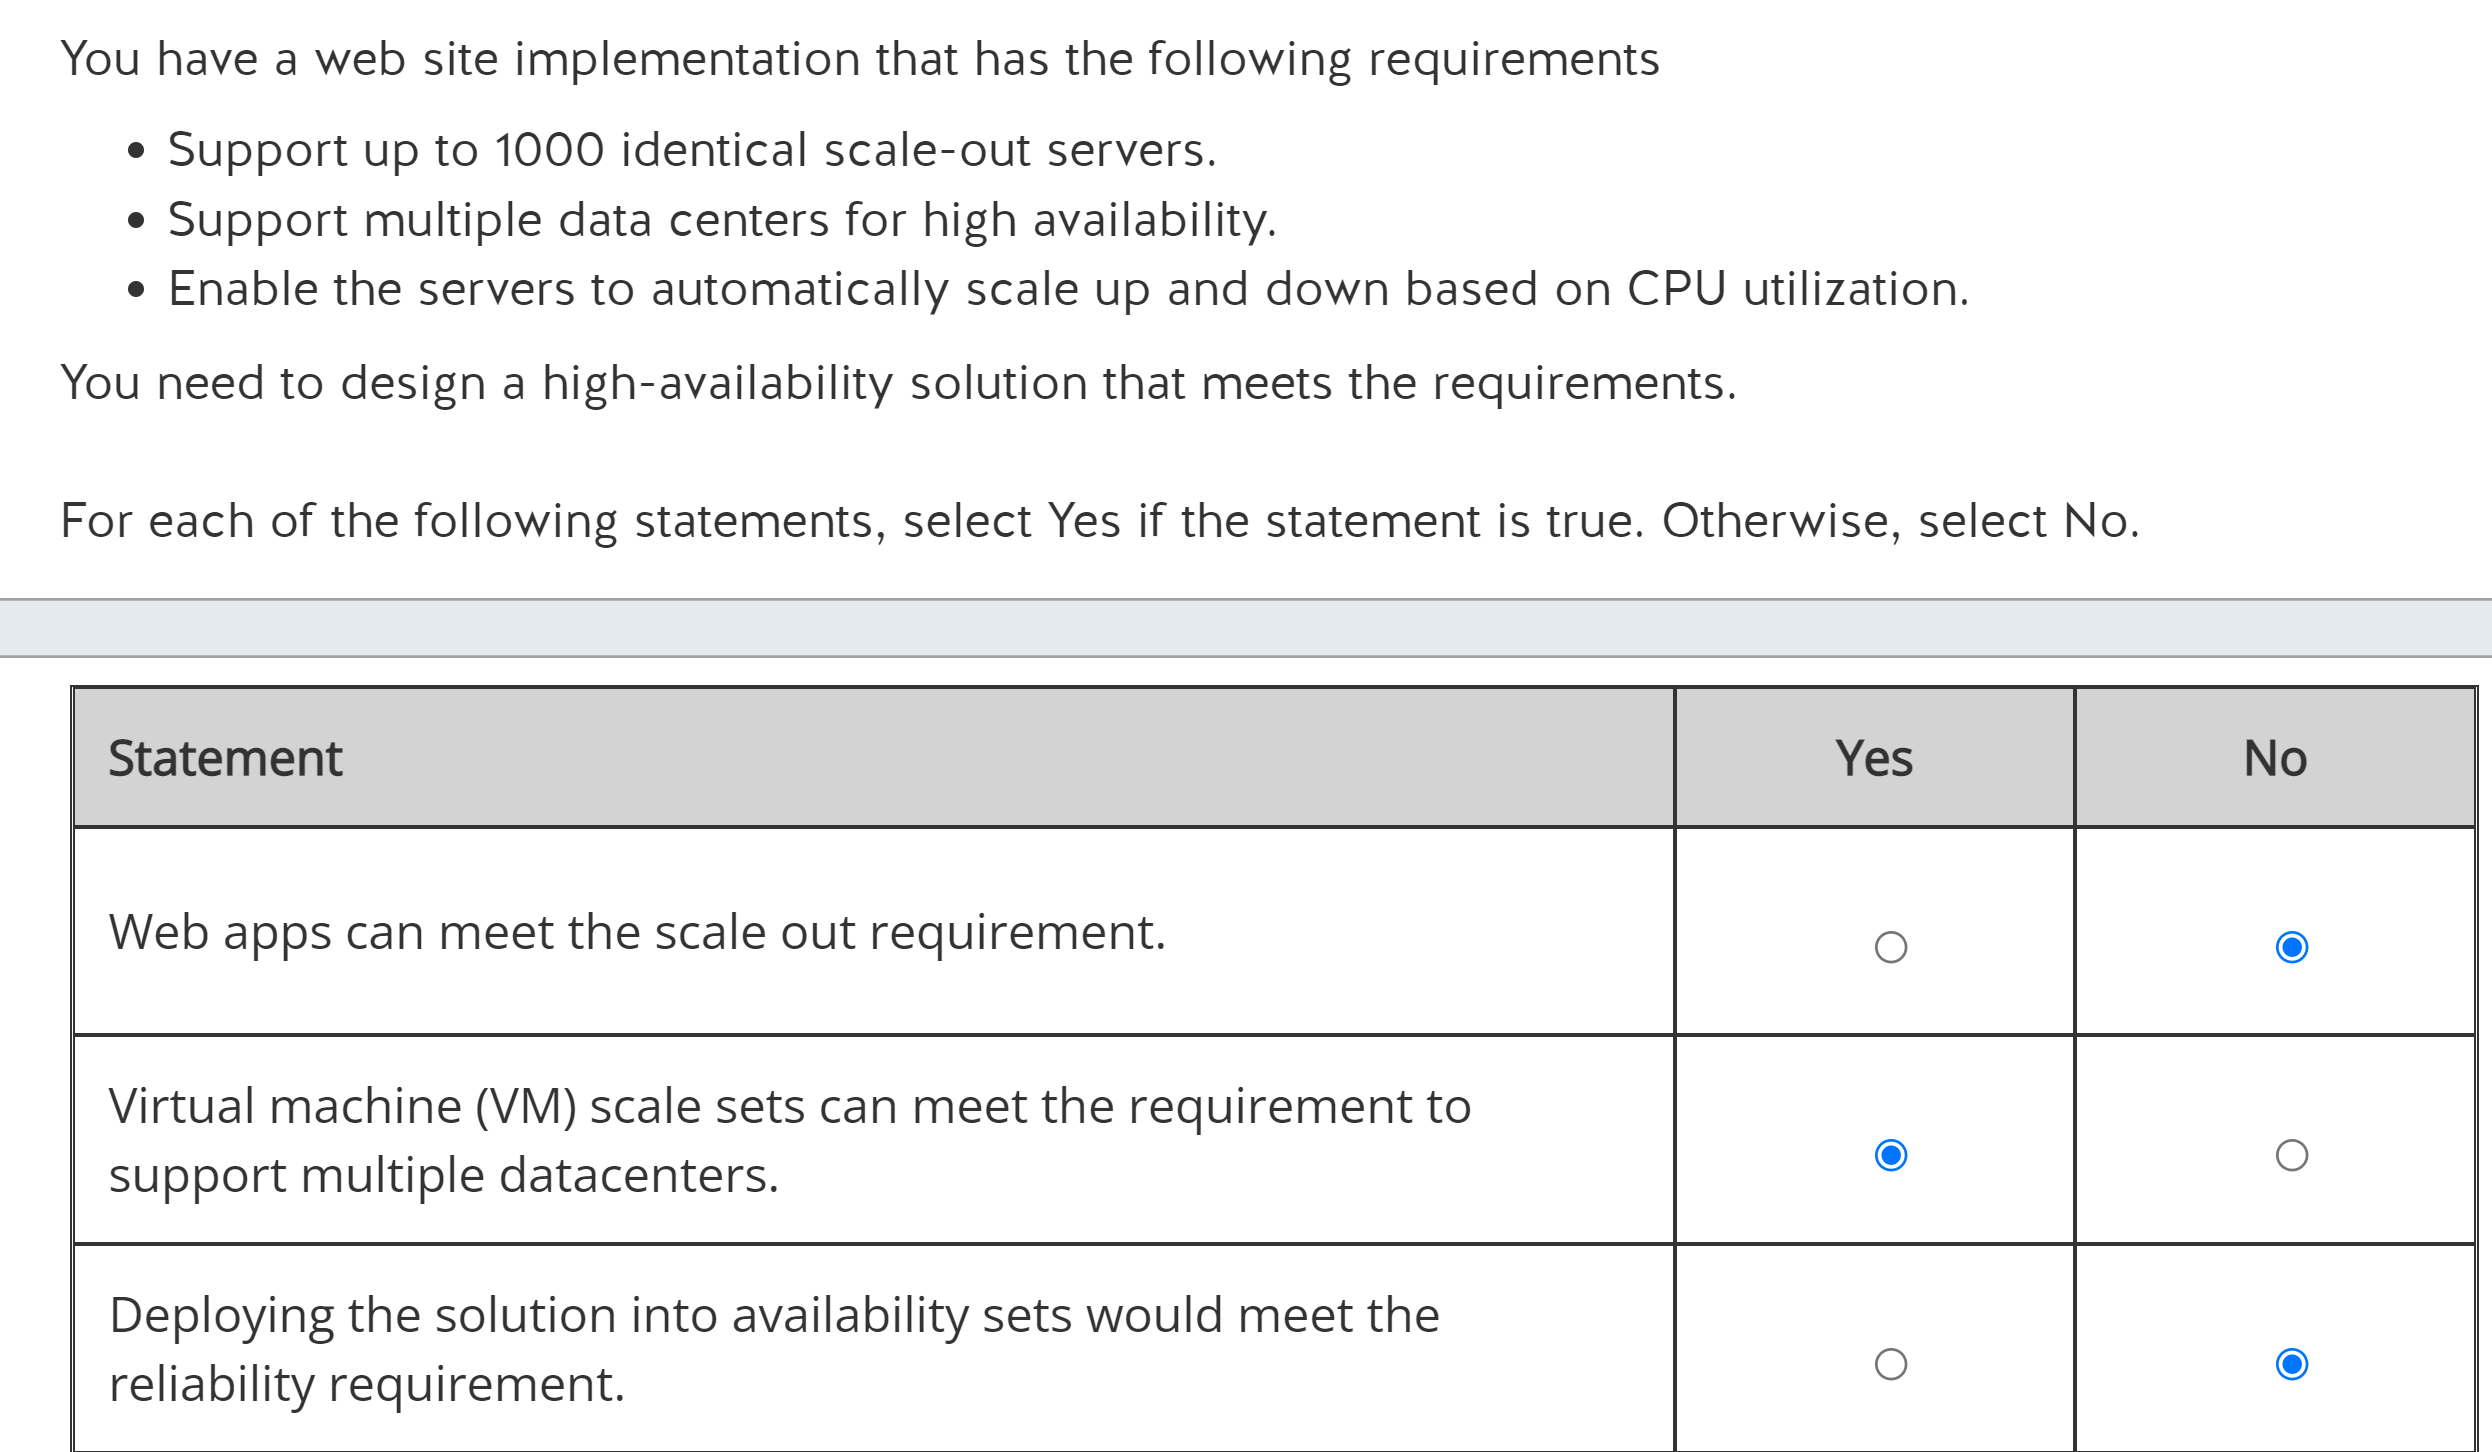 You have a web site implementation that has the following requirements
• Support up to 1000 identical scale-out servers.
• Support multiple data centers for high availability.
• Enable the servers to automatically scale up and down based on CPU utilization.
You need to design a high-availability solution that meets the requirements.
For each of the following statements, select Yes if the statement is true. Otherwise, select No.
Statement Yes No
Web apps can meet the scale out requirement.
Virtual machine (VM) scale sets can meet the requirement to
support multiple datacenters.
Deploying the solution into availability sets would meet the
reliability requirement.